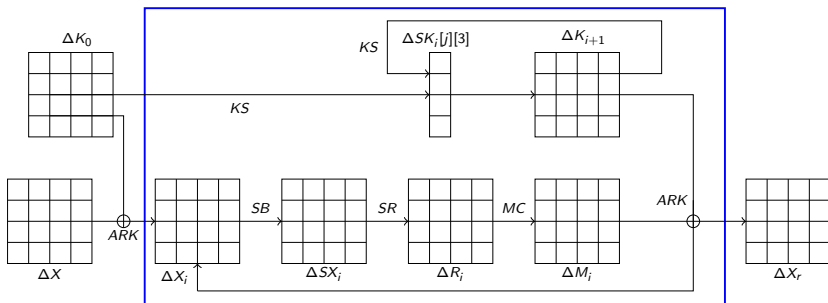 ΔK₀
KS
ΔSKᵢ[j][3]
ΔKᵢ₊₁
KS
ARK
SB
SR
MC
ARK
ΔX
ΔXᵢ
ΔSXᵢ
ΔRᵢ
ΔMᵢ
ΔXᵣ